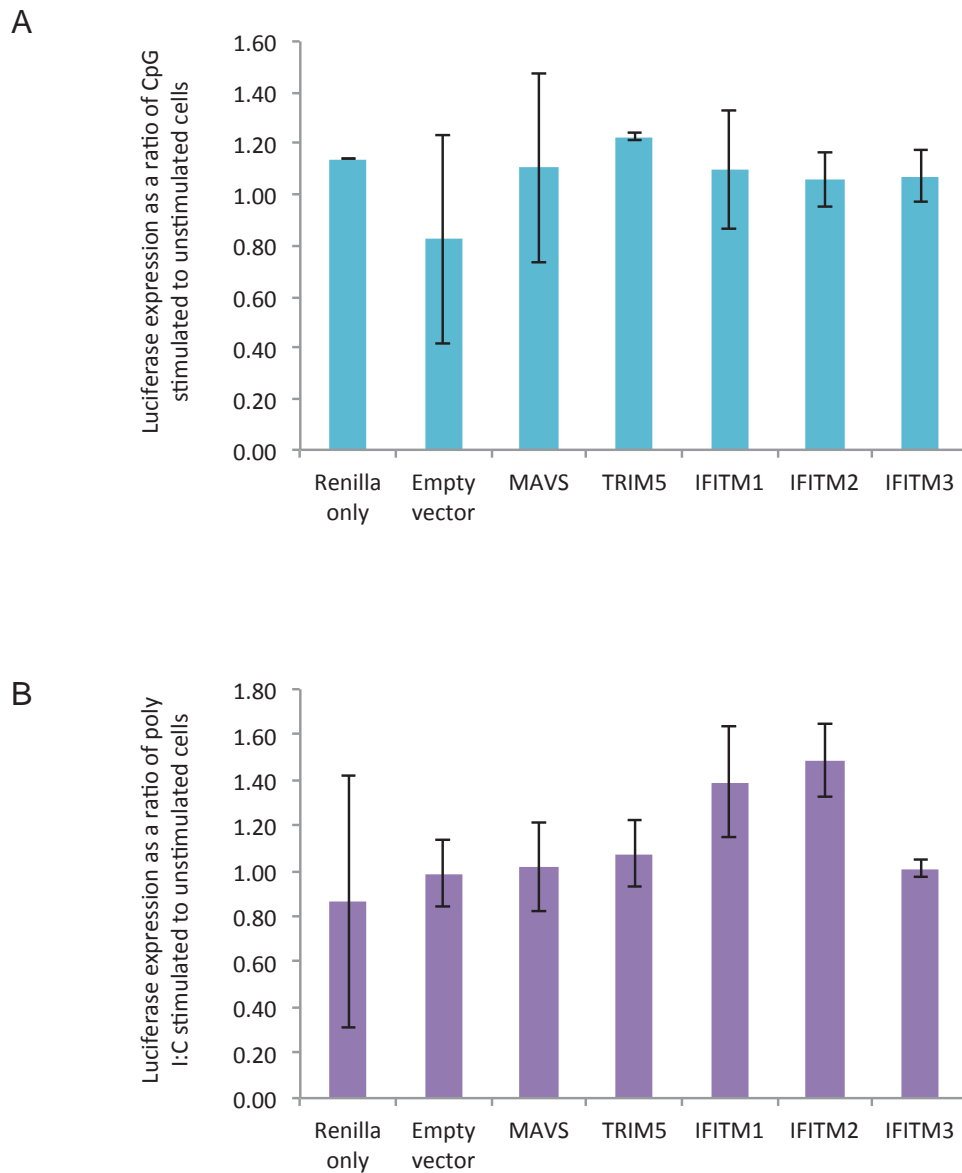 A
Luciferase expression as a ratio of CpG
stimulated to unstimulated cells
1.60
1.40
1.20
1.00
0.80
0.60
0.40
0.20
0.00
Renilla only
Empty vector
MAVS
TRIM5
IFITM1
IFITM2
IFITM3
B
Luciferase expression as a ratio of poly
I:C stimulated to unstimulated cells
1.80
1.60
1.40
1.20
1.00
0.80
0.60
0.40
0.20
0.00
Renilla only
Empty vector
MAVS
TRIM5
IFITM1
IFITM2
IFITM3